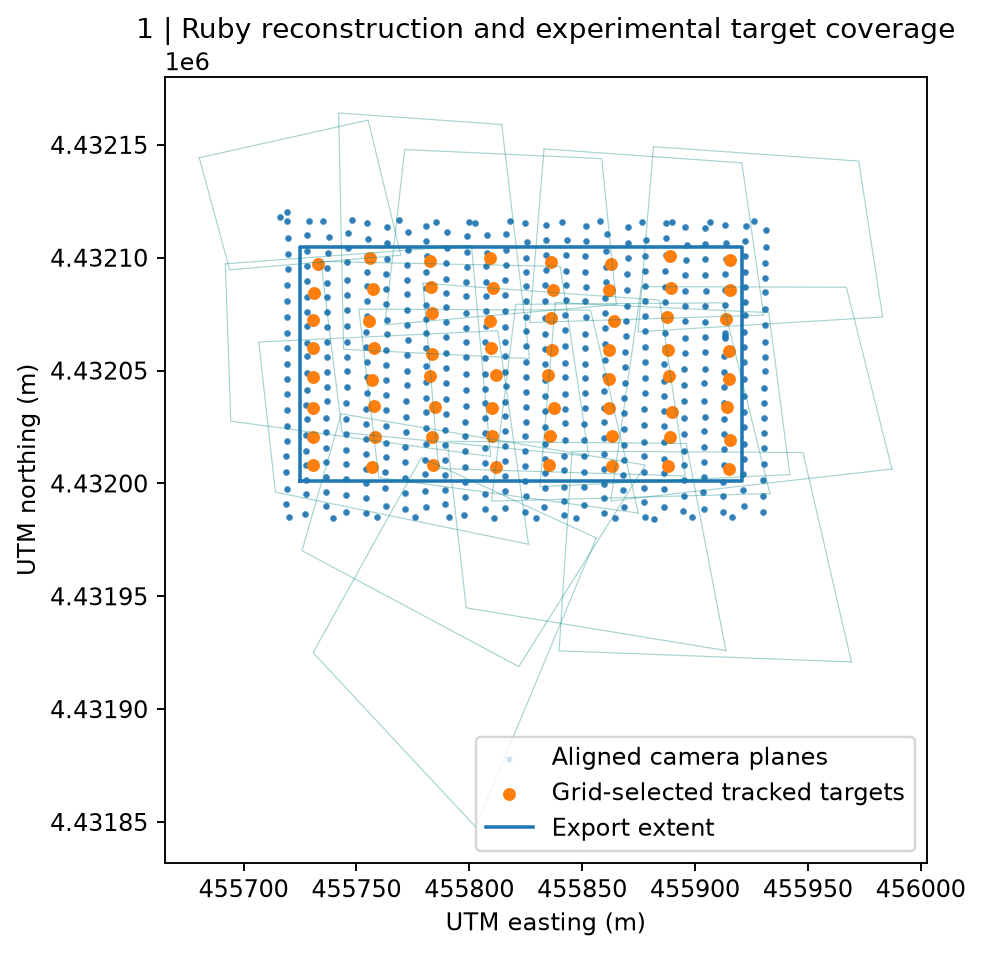 1 | Ruby reconstruction and experimental target coverage
1e6
4.43215
4.43210
4.43205
4.43200
4.43195
4.43190
4.43185
UTM northing (m)
Aligned camera planes
Grid-selected tracked targets
Export extent
455700 455750 455800 455850 455900 455950 456000
UTM easting (m)